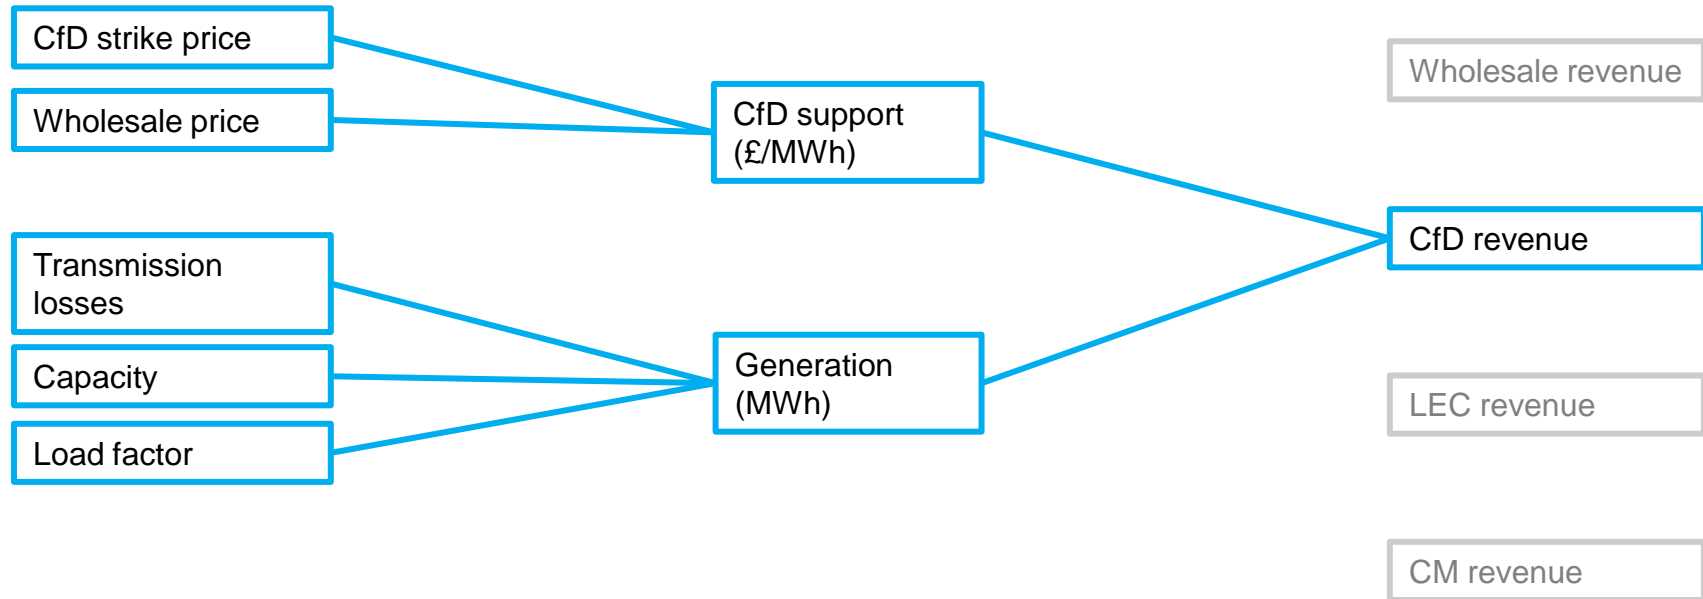 CfD strike price
Wholesale price
Transmission
losses
Capacity
Load factor
CfD support
(£/MWh)
Generation
(MWh)
Wholesale revenue
CfD revenue
LEC revenue
CM revenue